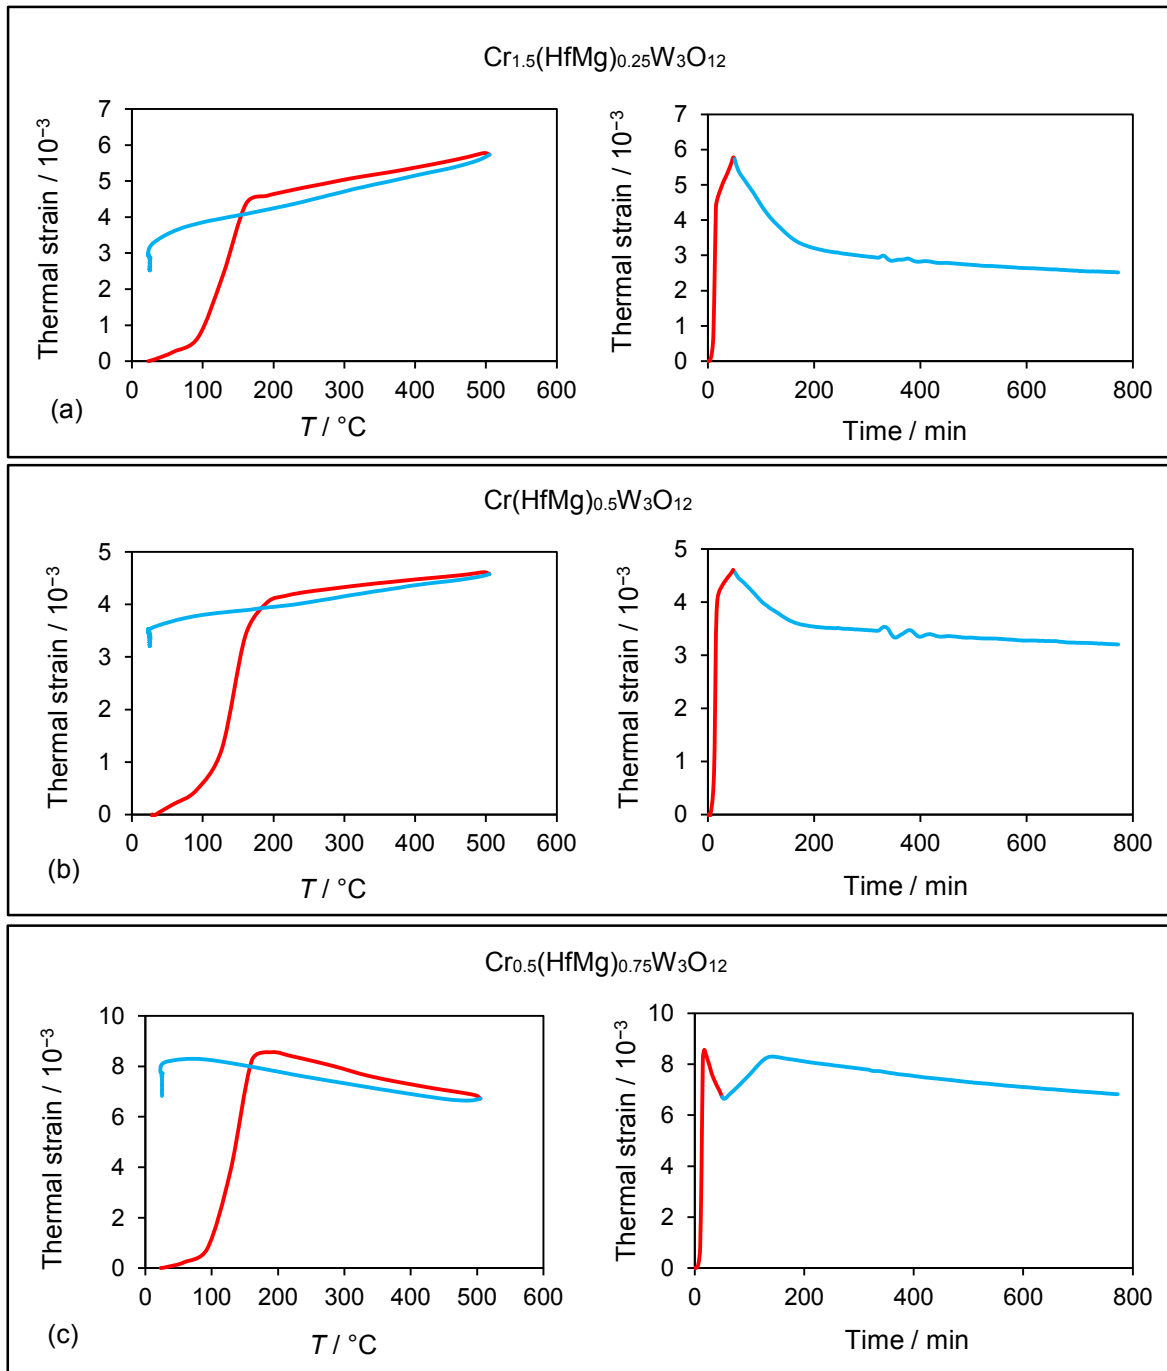 Cr₁.₅(HfMg)₀.₂₅W₃O₁₂
Thermal strain / 10⁻³
7
6
5
4
3
2
1
0
0 100 200 300 400 500 600
T / °C
(a)
Thermal strain / 10⁻³
7
6
5
4
3
2
1
0
0 200 400 600 800
Time / min
Cr(HfMg)₀.₅W₃O₁₂
Thermal strain / 10⁻³
5
4
3
2
1
0
0 100 200 300 400 500 600
T / °C
(b)
Thermal strain / 10⁻³
5
4
3
2
1
0
0 200 400 600 800
Time / min
Cr₀.₅(HfMg)₀.₇₅W₃O₁₂
Thermal strain / 10⁻³
10
8
6
4
2
0
0 100 200 300 400 500 600
T / °C
(c)
Thermal strain / 10⁻³
10
8
6
4
2
0
0 200 400 600 800
Time / min